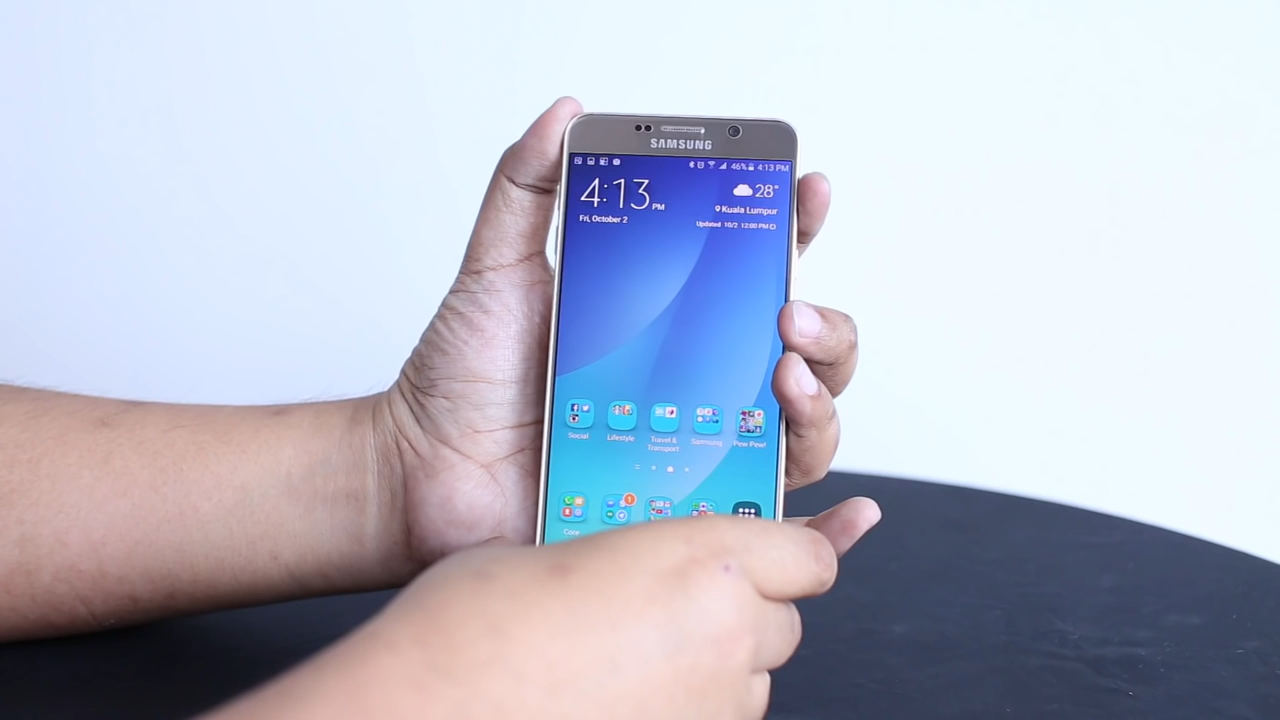 SAMSUNG
46% 4:13 PM
4:13 PM
Fri, October 2
28°
Kuala Lumpur
Updated 10/2 12:00 PM
Social
Lifestyle
Travel &
Transport
Samsung
Pew Pew!
1
Core